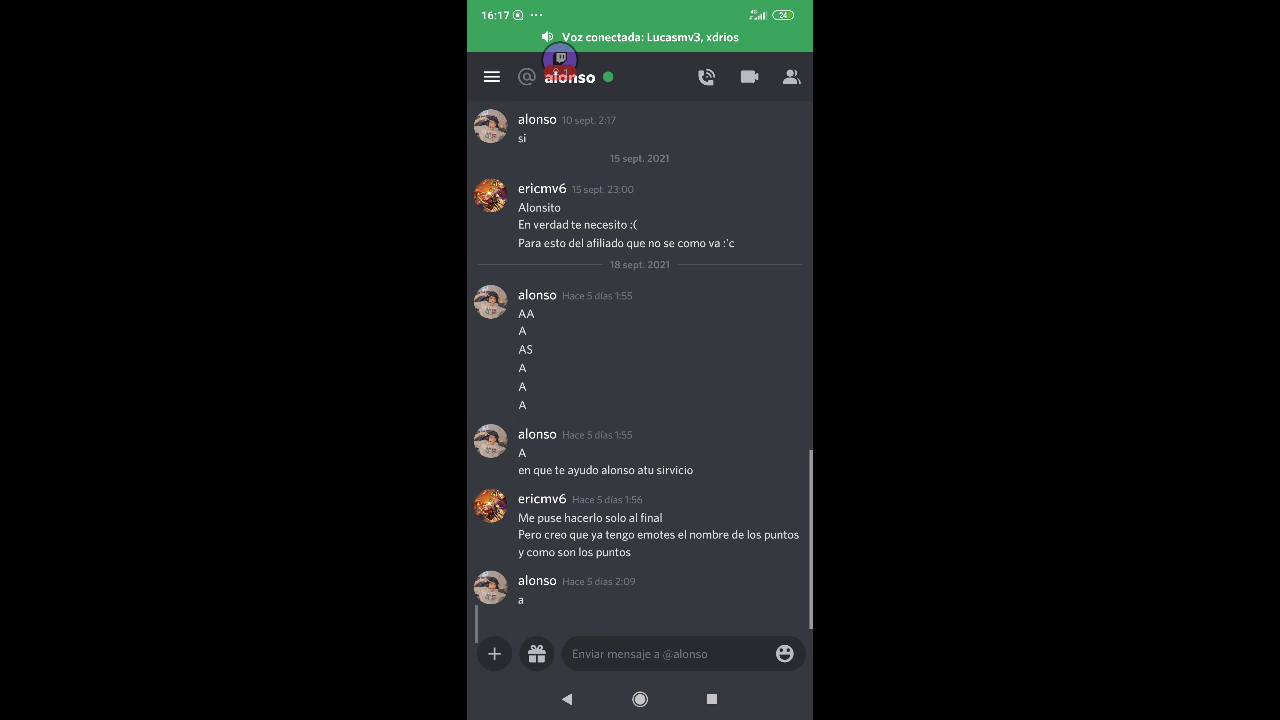 16:17
4G
24
Voz conectada: Lucasmv3, xdrios
@ alonso
alonso 10 sept. 2:17
si
15 sept. 2021
ericmv6 15 sept. 23:00
Alonsito
En verdad te necesito :(
Para esto del afiliado que no se como va :'c
18 sept. 2021
alonso Hace 5 días 1:55
AA
A
AS
A
A
A
alonso Hace 5 días 1:55
A
en que te ayudo alonso atu sirvicio
ericmv6 Hace 5 días 1:56
Me puse hacerlo solo al final
Pero creo que ya tengo emotes el nombre de los puntos
y como son los puntos
alonso Hace 5 días 2:09
a
Enviar mensaje a @alonso